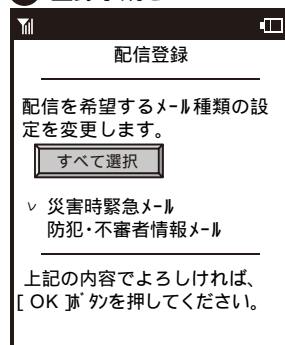 配信登録
配信を希望するﾒｰﾙ種類の設
定を変更します。
すべて選択
∨ 災害時緊急ﾒｰﾙ
防犯･不審者情報ﾒｰﾙ
上記の内容でよろしければ、
[ OK ]ﾎﾞﾀﾝを押してください。